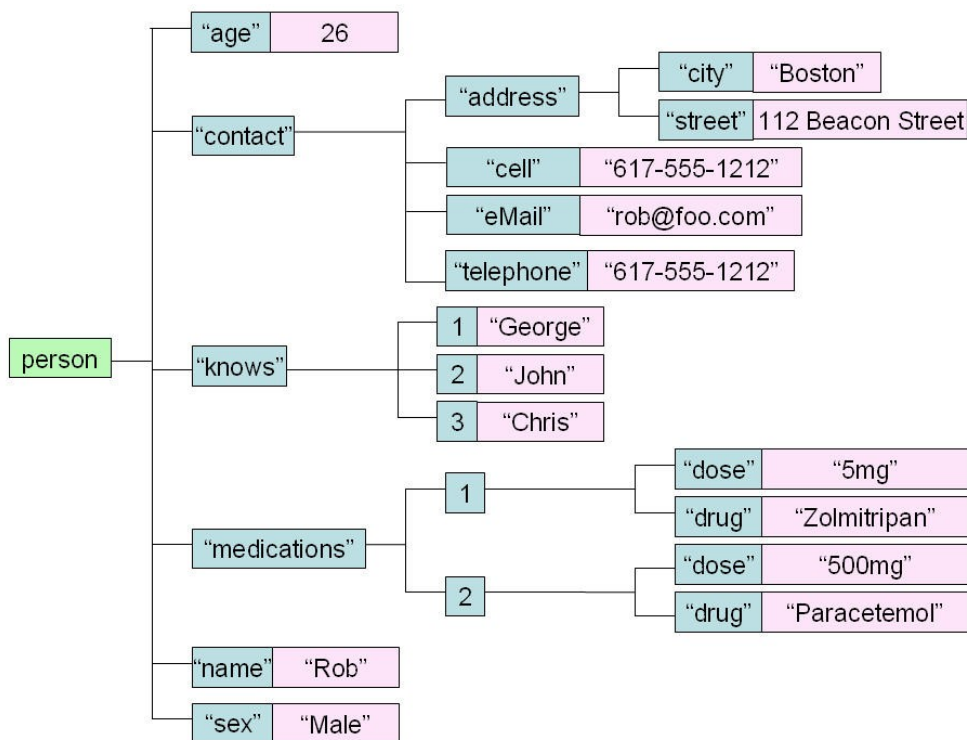 “age” 26
“contact”
“address”
“city” “Boston”
“street” 112 Beacon Street
“cell” “617-555-1212”
“eMail” “rob@foo.com”
“telephone” “617-555-1212”
person
“knows”
1 “George”
2 “John”
3 “Chris”
“medications”
1
“dose” “5mg”
“drug” “Zolmitripan”
2
“dose” “500mg”
“drug” “Paracetemol”
“name” “Rob”
“sex” “Male”